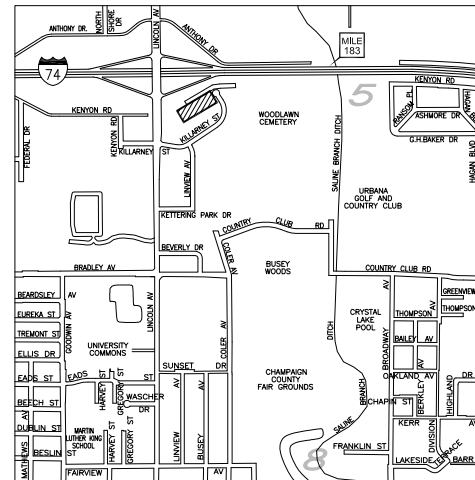 ANTHONY DR.
NORTH
SHORE
DR
LINCOLN AV
ANTHONY DR
MILE
183
74
KENYON RD
5
RANSOM PL
ASHMORE DR
HAGAN
G.H.BAKER DR
HAGAN BLVD
KENYON RD
KENYON RD
FEDERAL DR
KILLARNEY ST
KILLARNEY ST
LINVIEW AV
WOODLAWN
CEMETERY
SALINE BRANCH DITCH
URBANA
GOLF AND
COUNTRY CLUB
KETTERING PARK DR
COUNTRY CLUB RD
BEVERLY DR
COLER AV
BRADLEY AV
BUSEY
WOODS
COUNTRY CLUB RD
BEARDSLEY AV
EUREKA ST
TREMONT ST
ELLIS DR
GOODWIN AV
LINCOLN AV
UNIVERSITY
COMMONS
COLER AV
DITCH
CRYSTAL
LAKE
POOL
BROADWAY AV
GREENVIEW
THOMPSON
THOMPSON
AV
BAILEY AV
EADS ST
EADS ST
SUNSET DR
CHAMPAIGN
COUNTY
FAIR GROUNDS
OAKLAND AV
DR
BERKLEY AV
HIGHLAND
BEECH ST
HARVEY ST
GREGORY ST
WASCHER
DR
CHAPIN ST
DUBLIN ST
MATHEWS AV
MARTIN
LUTHER KING
SCHOOL
HARVEY ST
GREGORY ST
LINVIEW AV
BUSEY AV
SALINE BRANCH
KERR AV
DIVISION
BESLIN ST
FRANKLIN ST
8
LAKESIDE
TERRACE
BARR
FAIRVIEW AV